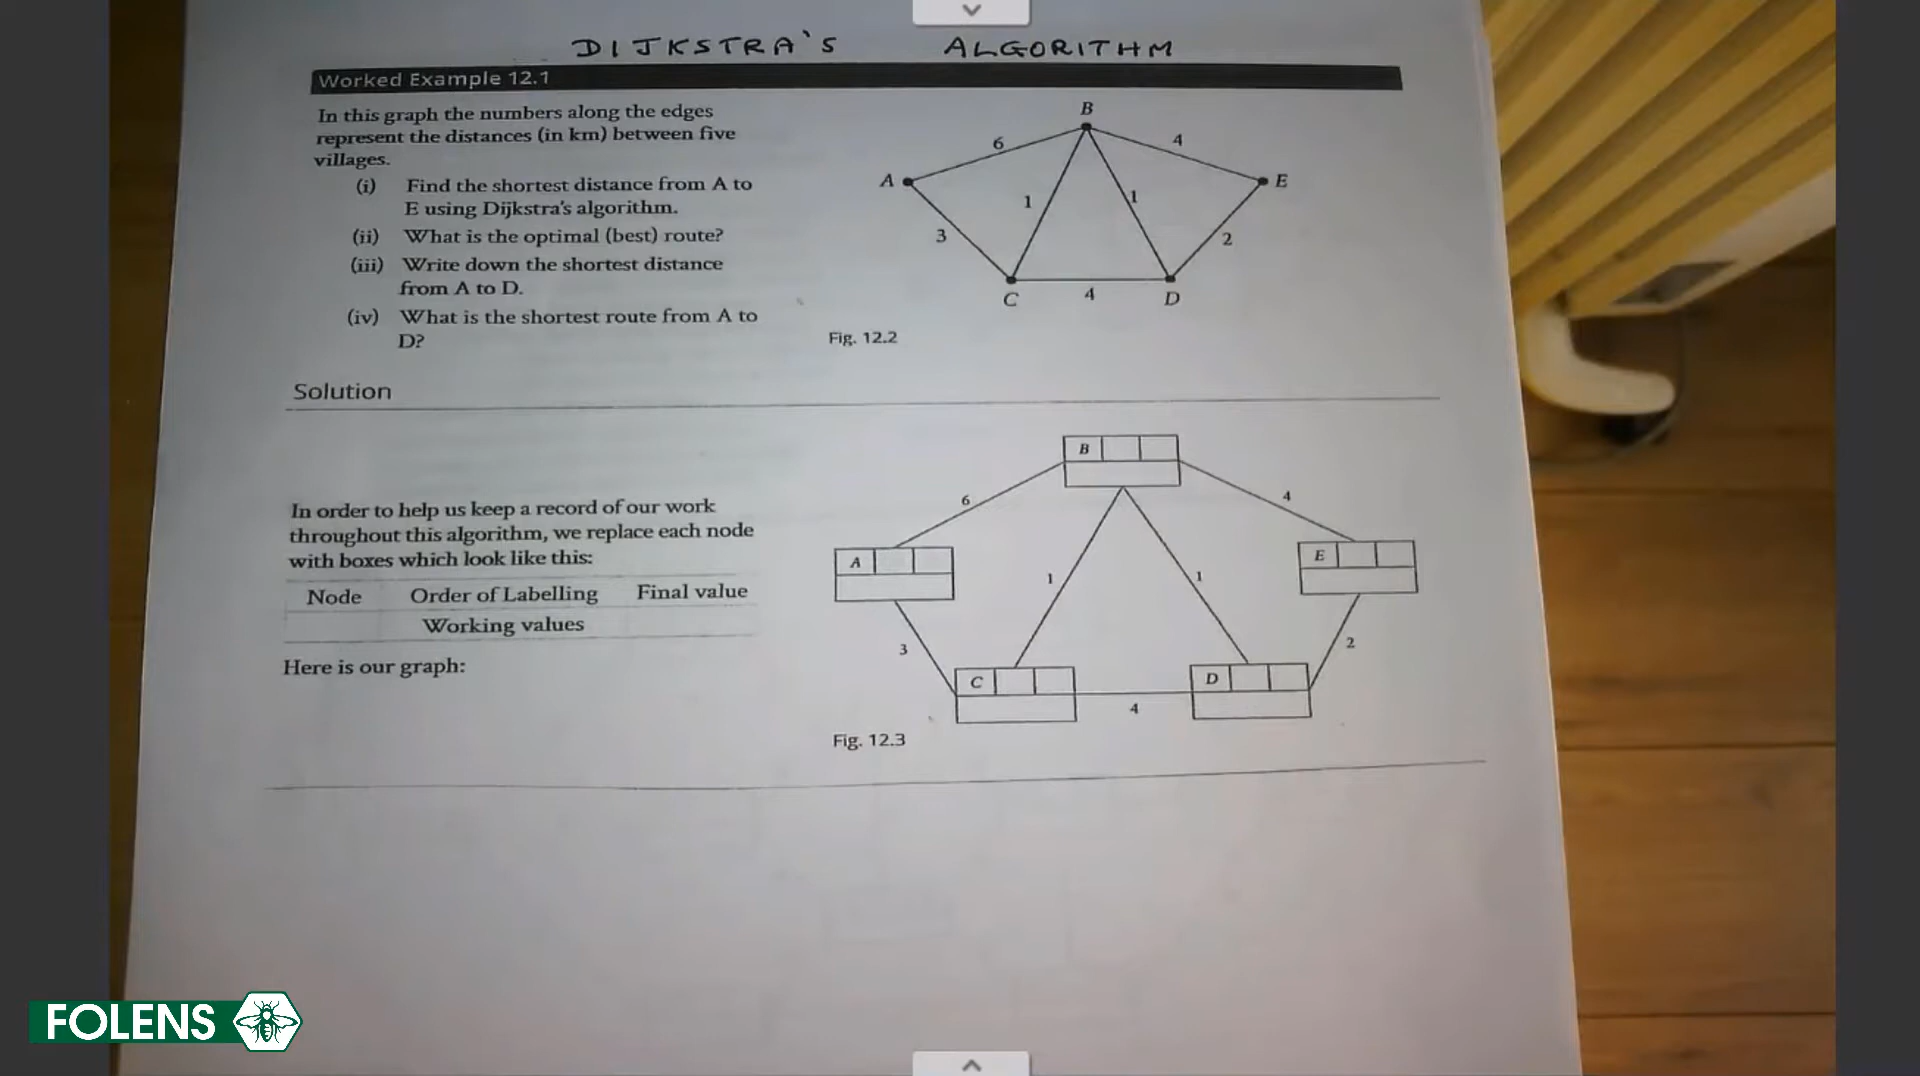 DIJKSTRA'S ALGORITHM
Worked Example 12.1
In this graph the numbers along the edges
represent the distances (in km) between five
villages.
(i) Find the shortest distance from A to
E using Dijkstra's algorithm.
(ii) What is the optimal (best) route?
(iii) Write down the shortest distance
from A to D.
(iv) What is the shortest route from A to
D?
B
6
4
A
E
1
1
3
2
C
4
D
Fig. 12.2
Solution
In order to help us keep a record of our work
throughout this algorithm, we replace each node
with boxes which look like this:
Node Order of Labelling Final value
Working values
Here is our graph:
B
6
4
A
E
1
1
3
2
C
D
4
Fig. 12.3
FOLENS